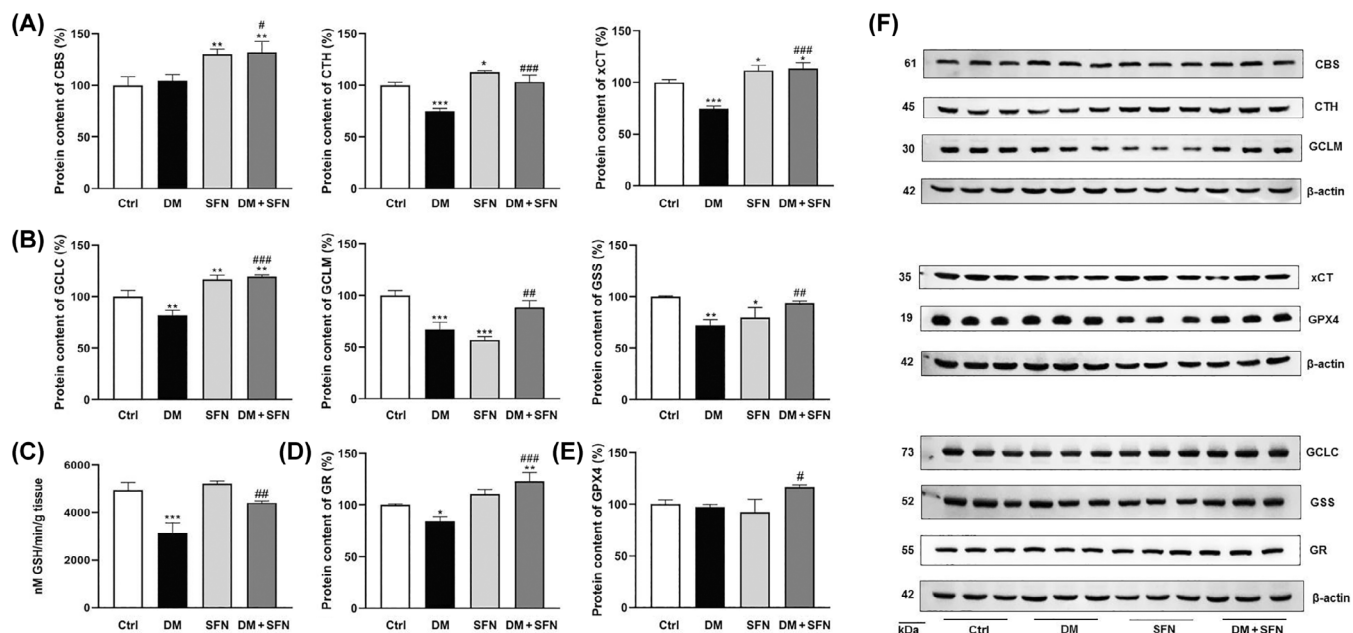 (A)
Protein content of CBS (%)
150
100
50
0
**
#
**
Ctrl DM SFN DM+SFN
Protein content of CTH (%)
150
100
50
0
***
*
###
Ctrl DM SFN DM+SFN
Protein content of xCT (%)
150
100
50
0
***
*
###
*
Ctrl DM SFN DM+SFN
(B)
Protein content of GCLC (%)
150
100
50
0
**
**
###
**
Ctrl DM SFN DM+SFN
Protein content of GCLM (%)
150
100
50
0
***
***
##
Ctrl DM SFN DM+SFN
Protein content of GSS (%)
150
100
50
0
**
*
##
Ctrl DM SFN DM+SFN
(C)
nM GSH/min/g tissue
6000
4000
2000
0
***
##
Ctrl DM SFN DM+SFN
(D)
Protein content of GR (%)
150
100
50
0
*
###
**
Ctrl DM SFN DM+SFN
(E)
Protein content of GPX4 (%)
150
100
50
0
#
Ctrl DM SFN DM+SFN
(F)
61 CBS
45 CTH
30 GCLM
42 β-actin
35 xCT
19 GPX4
42 β-actin
73 GCLC
52 GSS
55 GR
42 β-actin
kDa Ctrl DM SFN DM+SFN